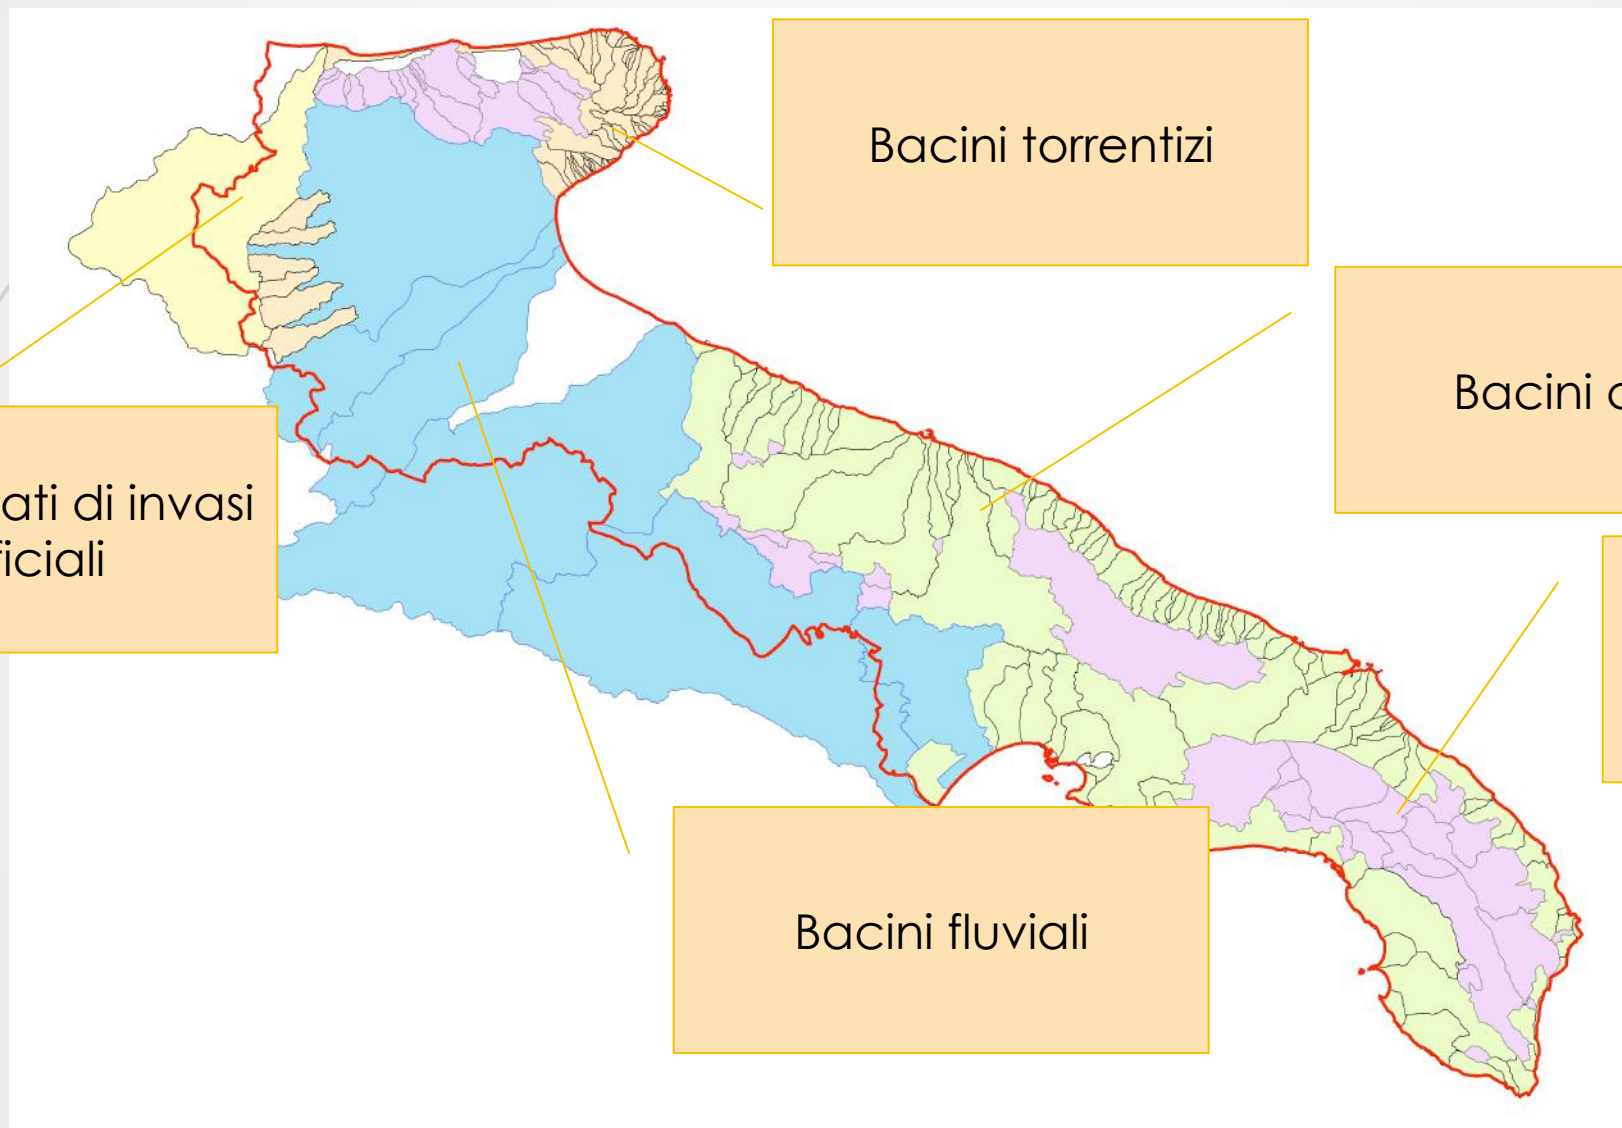 Bacini torrentizi
Bacini
ati di invasi
ficiali
Bacini fluviali